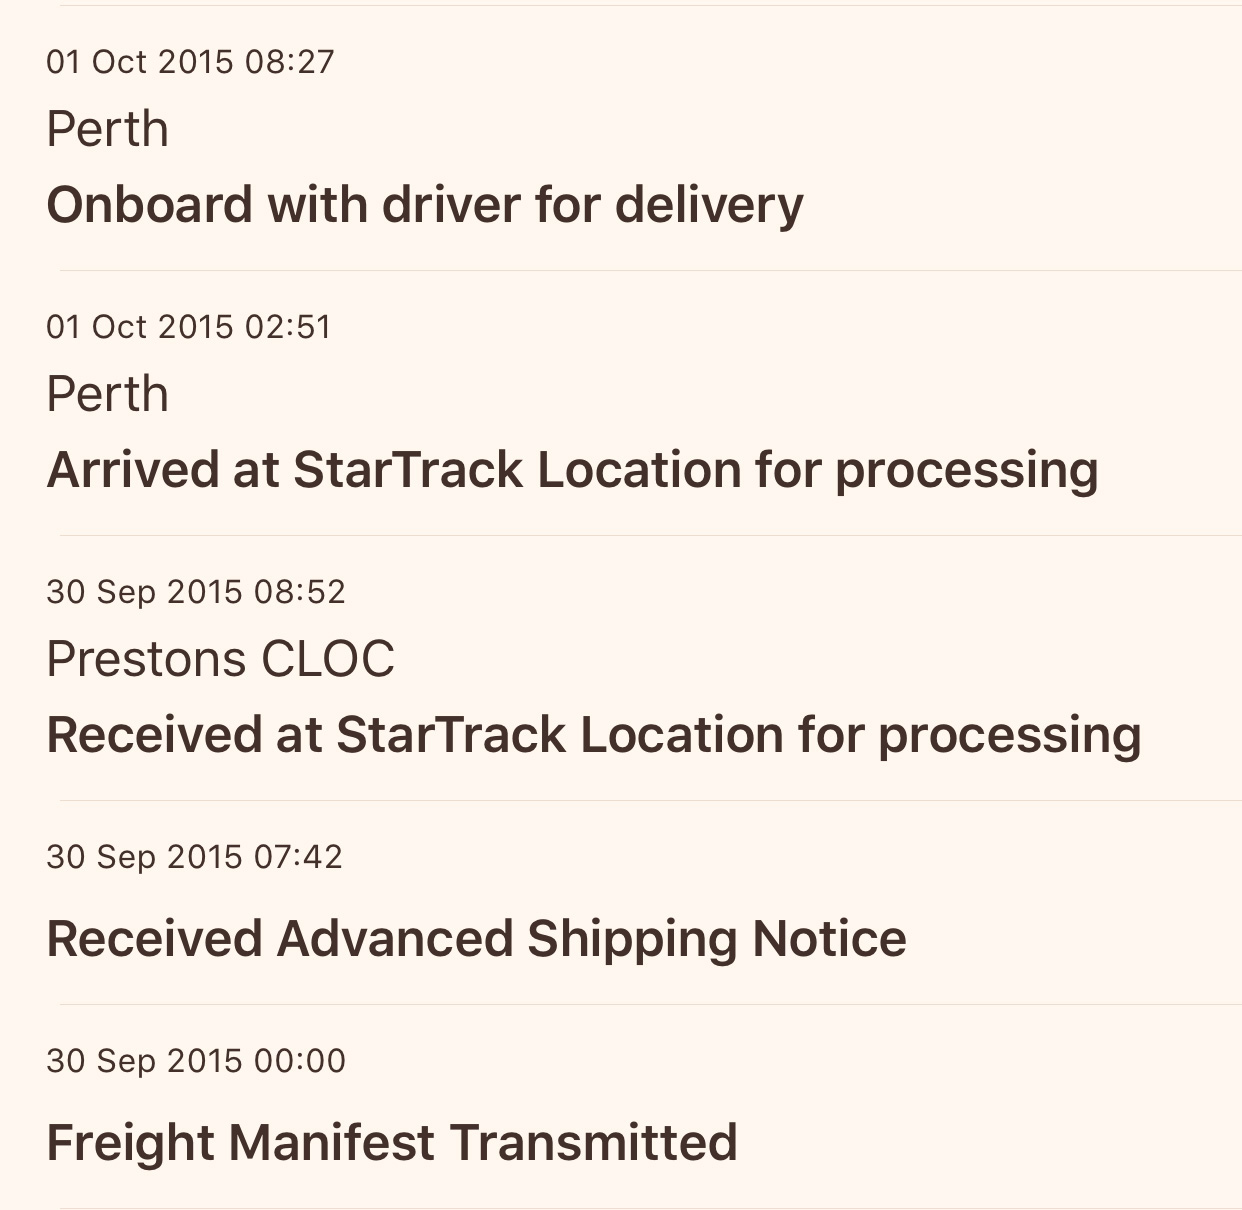 01 Oct 2015 08:27
Perth
Onboard with driver for delivery
01 Oct 2015 02:51
Perth
Arrived at StarTrack Location for processing
30 Sep 2015 08:52
Prestons CLOC
Received at StarTrack Location for processing
30 Sep 2015 07:42
Received Advanced Shipping Notice
30 Sep 2015 00:00
Freight Manifest Transmitted